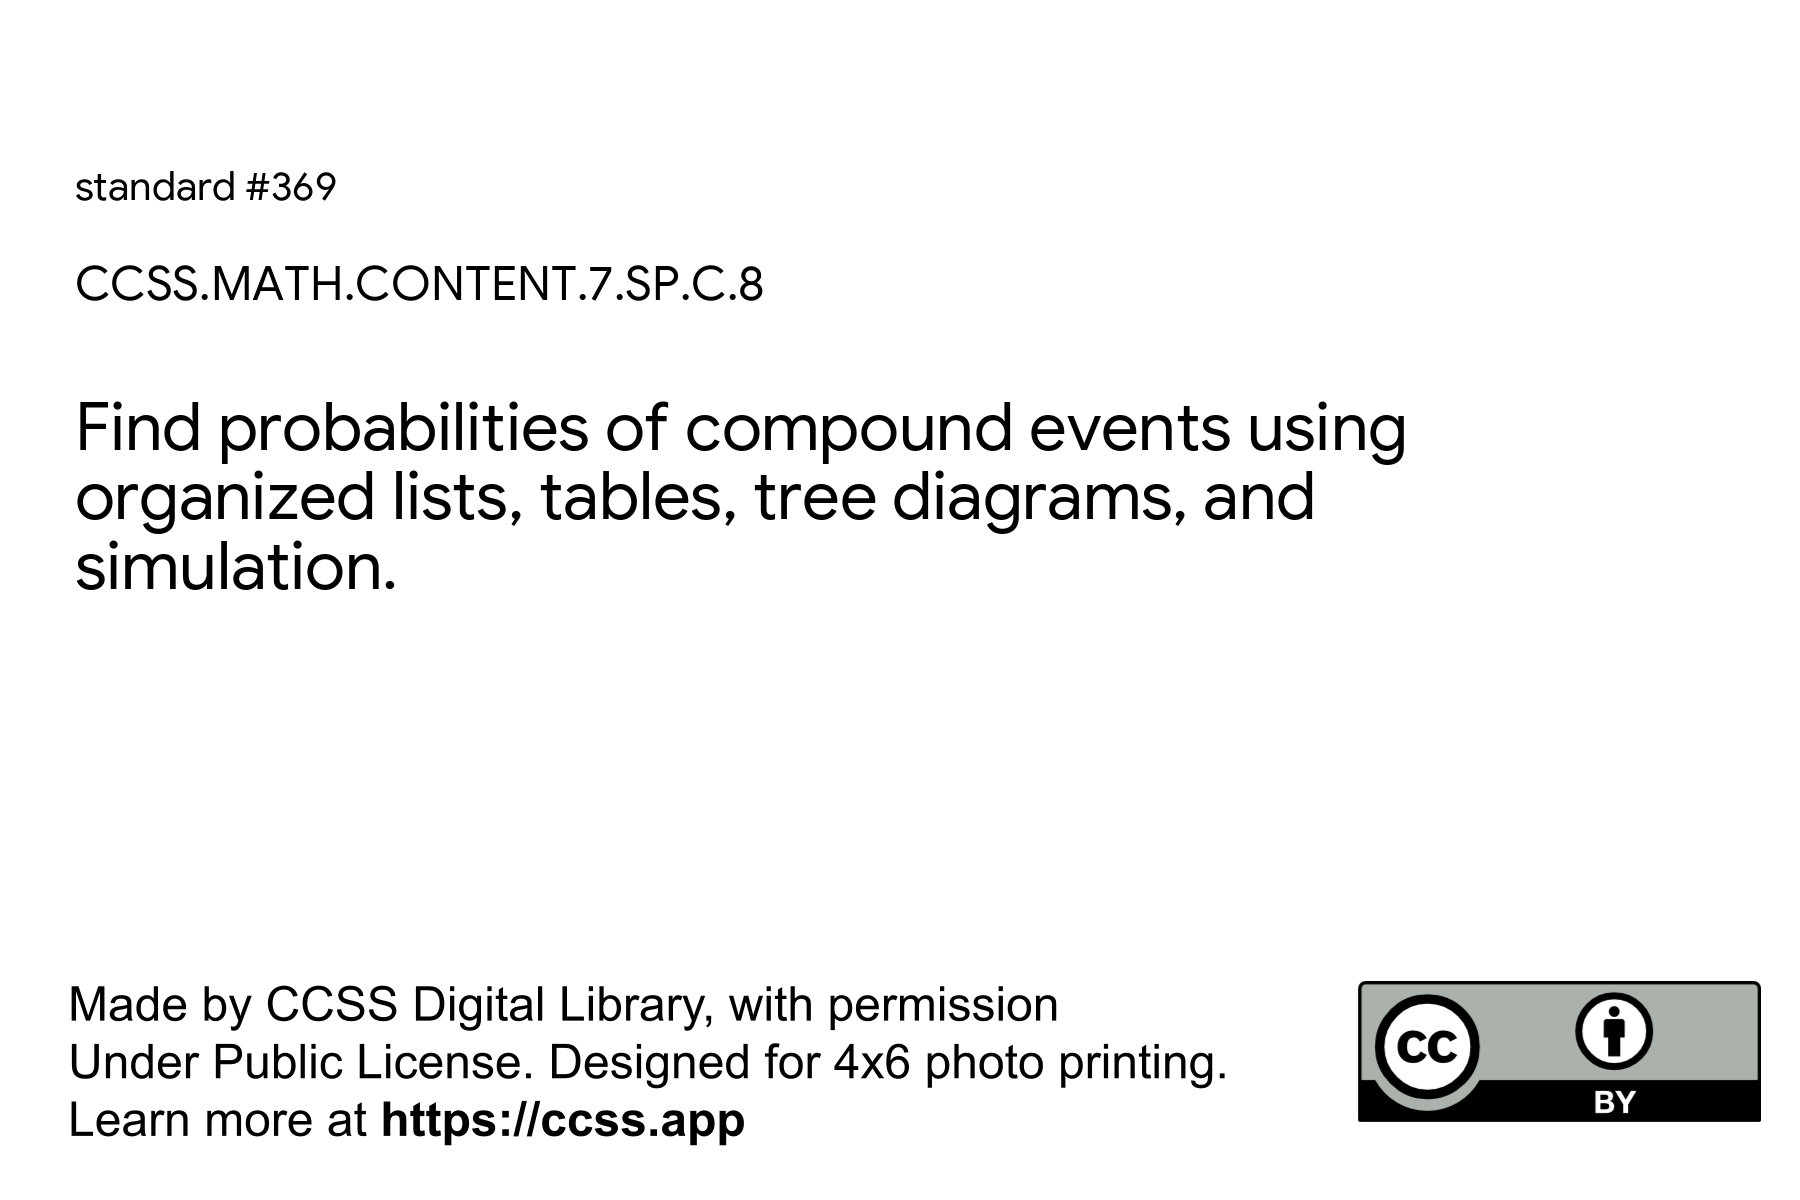 standard #369
CCSS.MATH.CONTENT.7.SP.C.8
Find probabilities of compound events using
organized lists, tables, tree diagrams, and
simulation.
Made by CCSS Digital Library, with permission
Under Public License. Designed for 4x6 photo printing.
Learn more at https://ccss.app
cc
BY